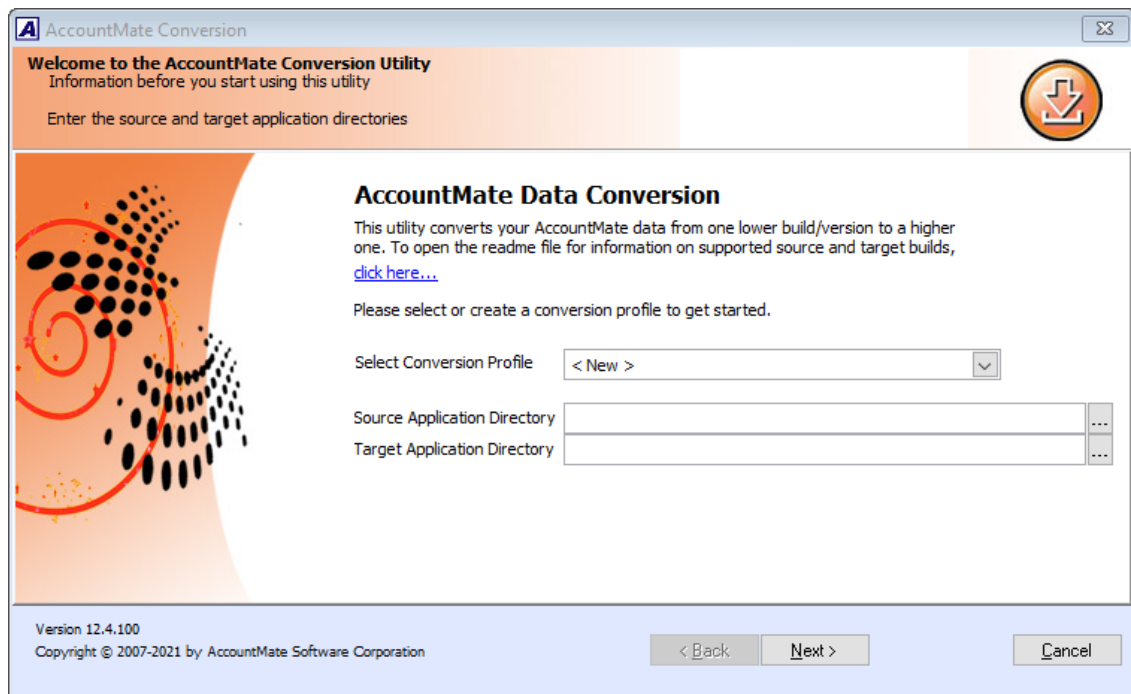 AccountMate Conversion
Welcome to the AccountMate Conversion Utility
Information before you start using this utility
Enter the source and target application directories
AccountMate Data Conversion
This utility converts your AccountMate data from one lower build/version to a higher
one. To open the readme file for information on supported source and target builds,
click here...
Please select or create a conversion profile to get started.
Select Conversion Profile < New >
Source Application Directory ...
Target Application Directory ...
Version 12.4.100
Copyright © 2007-2021 by AccountMate Software Corporation
< Back Next > Cancel